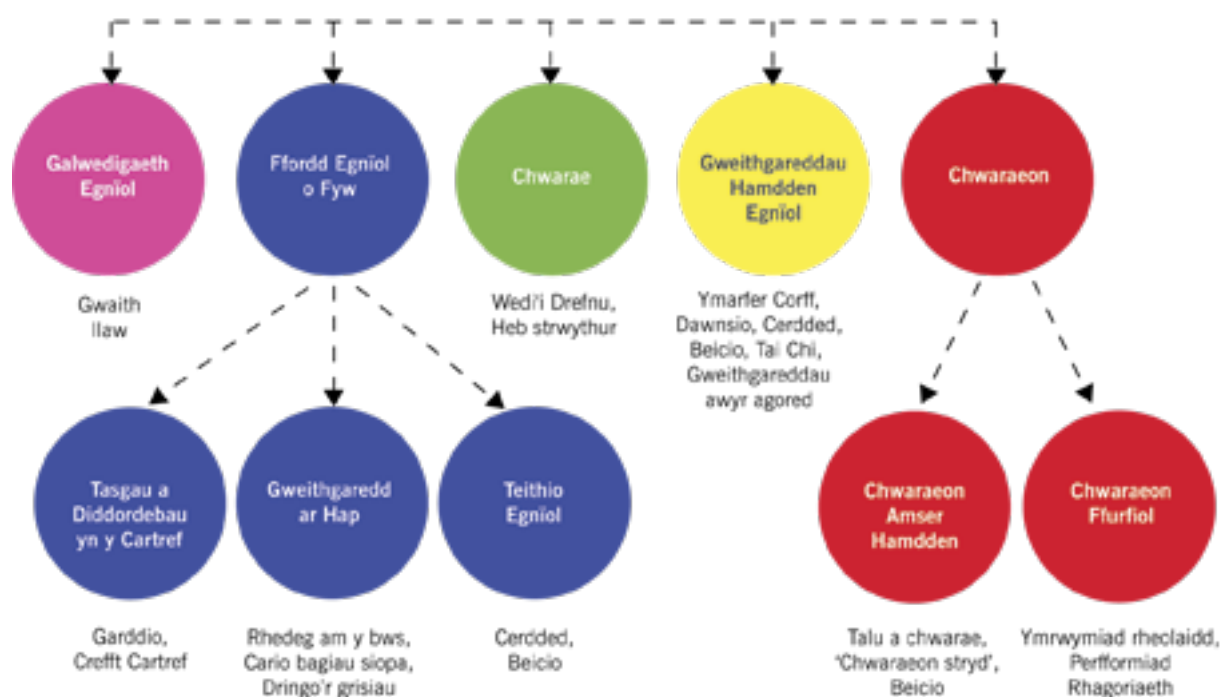 Galwedigaeth
Egnïol
Ffordd Egnïol
o Fyw
Chwarae
Gweithgareddau
Hamdden
Egnïol
Chwaraeon
Gwaith
llaw
Wedi'i Drefnu,
Heb strwythur
Ymarfer Corff,
Dawnsio, Cerdded,
Beicio, Tai Chi,
Gweithgareddau
awyr agored
Tasgau a
Diddordebau
yn y Cartref
Gweithgaredd
ar Hap
Teithio
Egnïol
Chwaraeon
Amser
Hamdden
Chwaraeon
Ffurfiol
Garddio,
Crefft Cartref
Rhedeg am y bws,
Cario bagiau siopa,
Dringo'r grisiau
Cerdded,
Beicio
Talu a chwarae,
'Chwaraeon stryd',
Beicio
Ymrwymiad rheolaidd,
Perfformiad
Rhagoriaeth